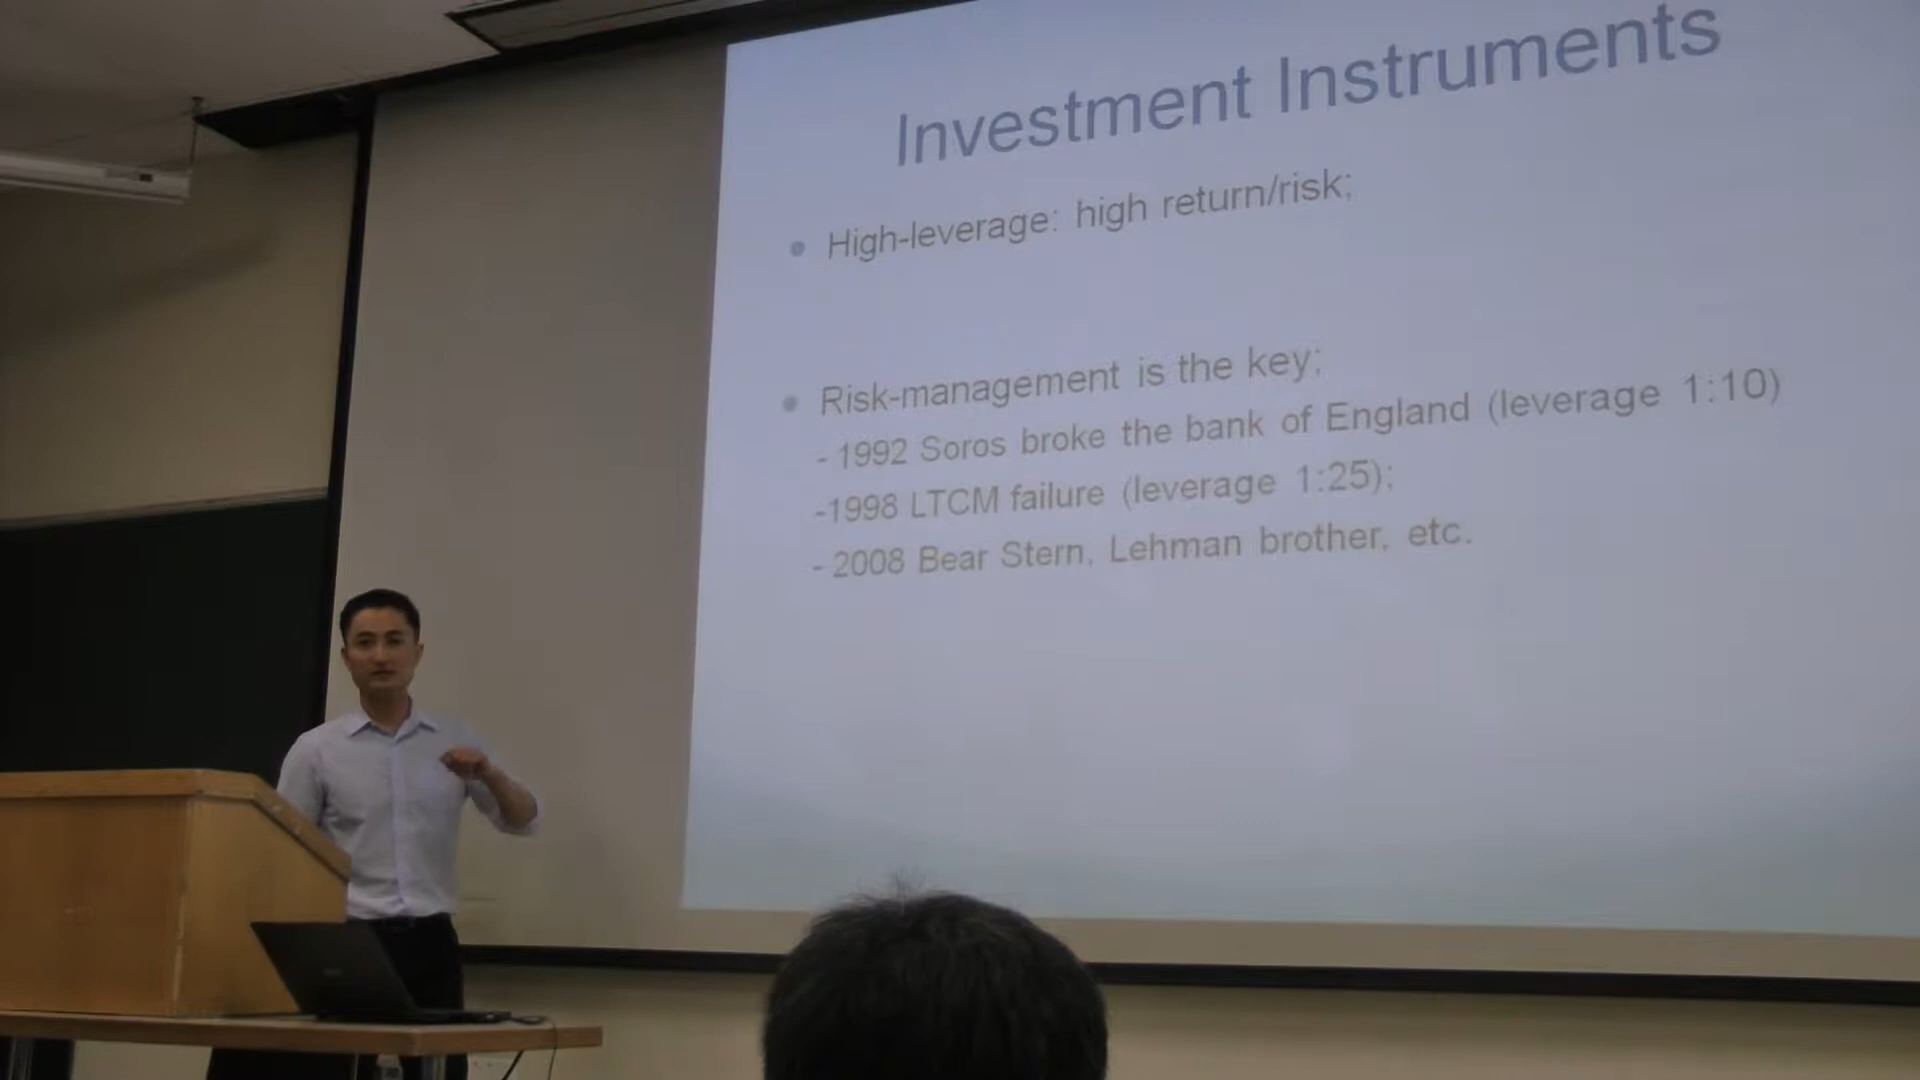 Investment Instruments
• High-leverage: high return/risk;
• Risk-management is the key;
- 1992 Soros broke the bank of England (leverage 1:10)
-1998 LTCM failure (leverage 1:25);
- 2008 Bear Stern, Lehman brother, etc.